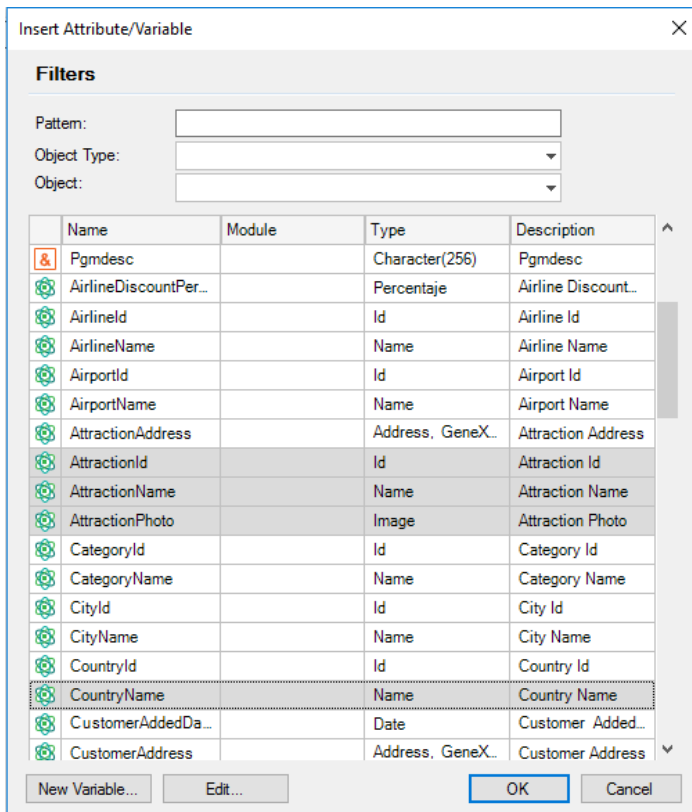 Insert Attribute/Variable
Filters
Pattern:
Object Type:
Object:
Name Module Type Description
& Pgmdesc Character(256) Pgmdesc
AirlineDiscountPer... Percentaje Airline Discount...
AirlineId Id Airline Id
AirlineName Name Airline Name
AirportId Id Airport Id
AirportName Name Airport Name
AttractionAddress Address, GeneX... Attraction Address
AttractionId Id Attraction Id
AttractionName Name Attraction Name
AttractionPhoto Image Attraction Photo
CategoryId Id Category Id
CategoryName Name Category Name
CityId Id City Id
CityName Name City Name
CountryId Id Country Id
CountryName Name Country Name
CustomerAddedDa... Date Customer Added...
CustomerAddress Address, GeneX... Customer Address
New Variable... Edit... OK Cancel